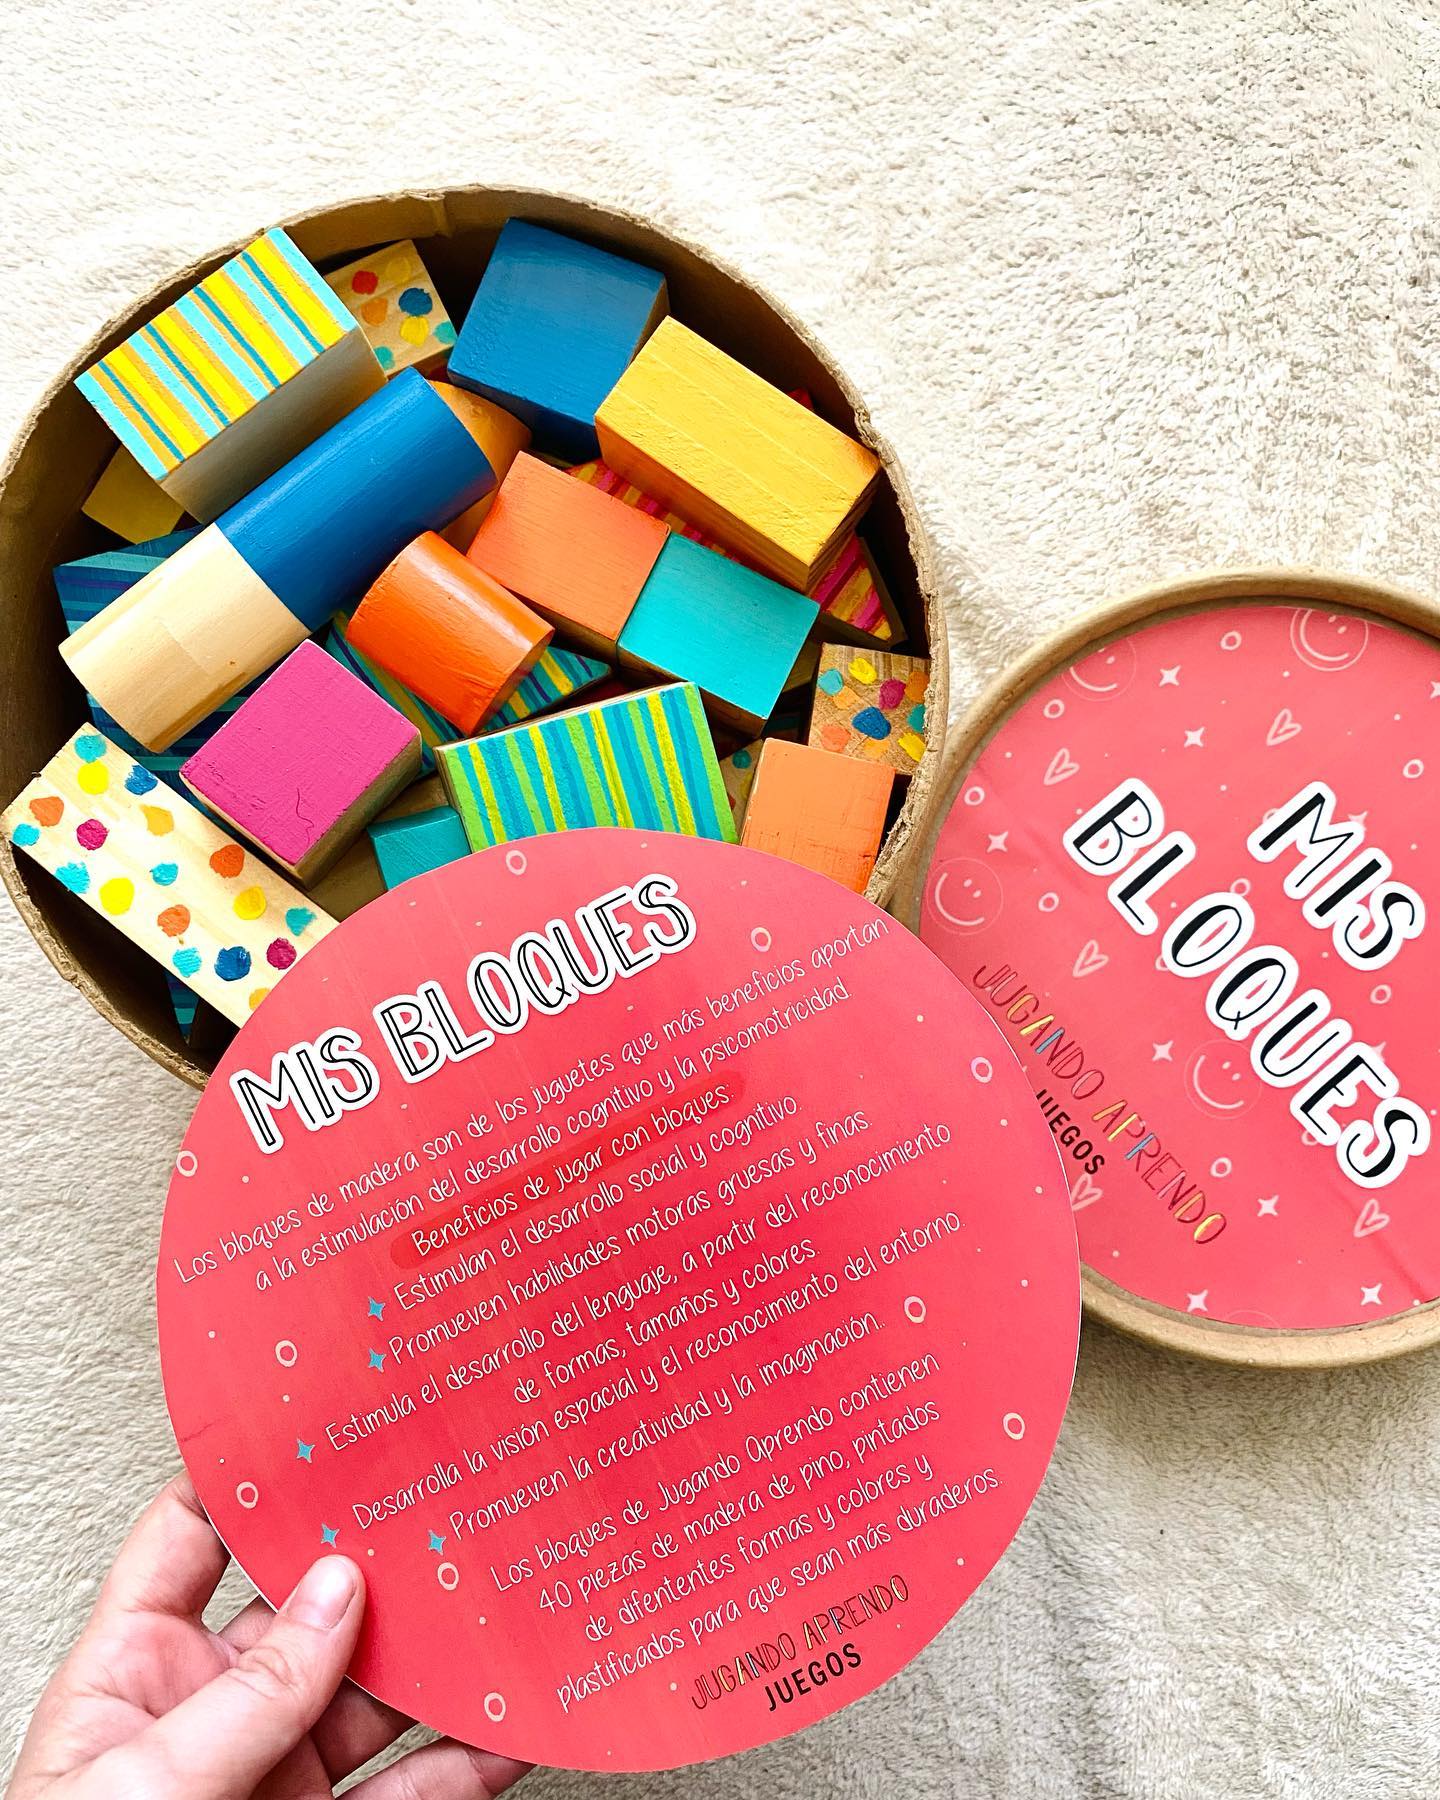 MIS BLOQUES
Los bloques de madera son de los juguetes que más beneficios aportan
a la estimulación del desarrollo cognitivo y la psicomotricidad.
Beneficios de jugar con bloques:
Estimulan el desarrollo social y cognitivo.
Promueven habilidades motoras gruesas y finas.
Estimula el desarrollo del lenguaje, a partir del reconocimiento
de formas, tamaños y colores.
Desarrolla la visión espacial y el reconocimiento del entorno.
Promueven la creatividad y la imaginación..
Los bloques de Jugando Aprendo contienen
40 piezas de madera de pino, pintados
de difententes formas y colores y
plastificados para que sean más duraderos.
JUGANDO APRENDO
JUEGOS
MIS
BLOQUES
JUGANDO APRENDO
JUEGOS